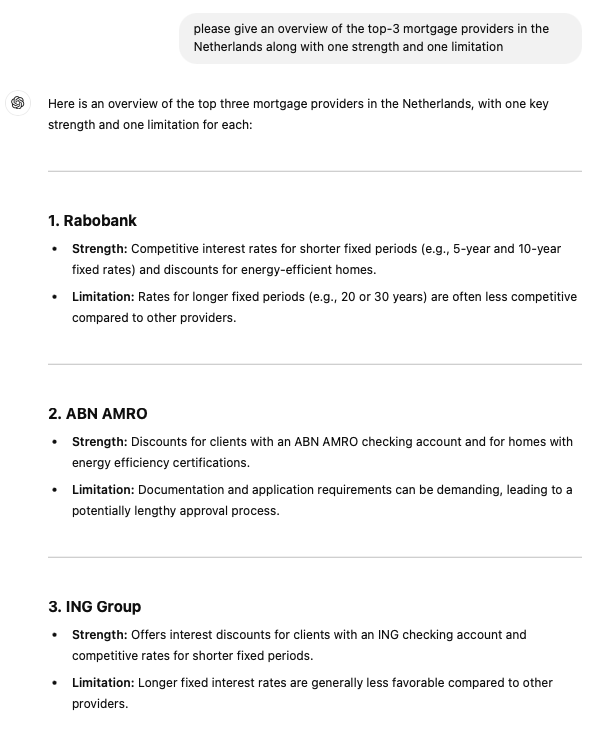 please give an overview of the top-3 mortgage providers in the
Netherlands along with one strength and one limitation
Here is an overview of the top three mortgage providers in the Netherlands, with one key
strength and one limitation for each:
1. Rabobank
• Strength: Competitive interest rates for shorter fixed periods (e.g., 5-year and 10-year
fixed rates) and discounts for energy-efficient homes.
• Limitation: Rates for longer fixed periods (e.g., 20 or 30 years) are often less competitive
compared to other providers.
2. ABN AMRO
• Strength: Discounts for clients with an ABN AMRO checking account and for homes with
energy efficiency certifications.
• Limitation: Documentation and application requirements can be demanding, leading to a
potentially lengthy approval process.
3. ING Group
• Strength: Offers interest discounts for clients with an ING checking account and
competitive rates for shorter fixed periods.
• Limitation: Longer fixed interest rates are generally less favorable compared to other
providers.